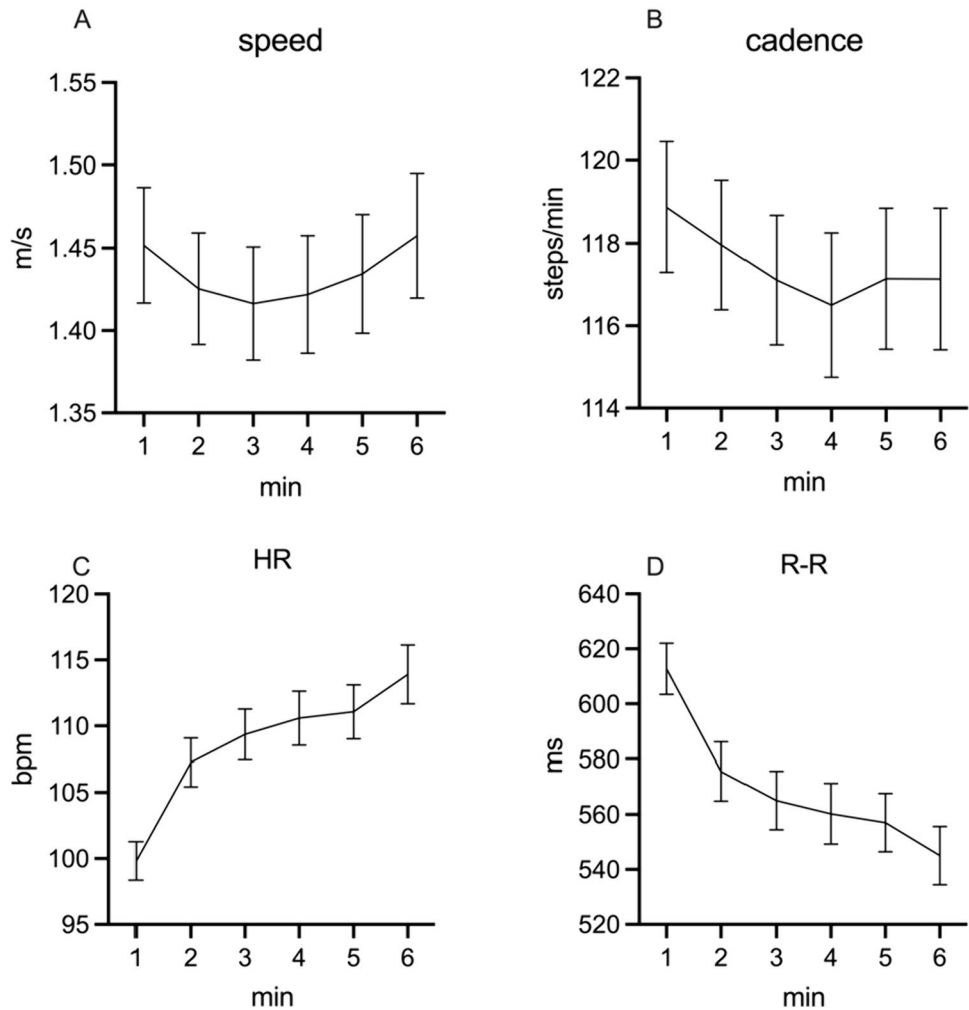 A
speed
1.55
1.50
1.45
1.40
1.35
m/s
1 2 3 4 5 6
min
B
cadence
122
120
118
116
114
steps/min
1 2 3 4 5 6
min
C
HR
120
115
110
105
100
95
bpm
1 2 3 4 5 6
min
D
R-R
640
620
600
580
560
540
520
ms
1 2 3 4 5 6
min